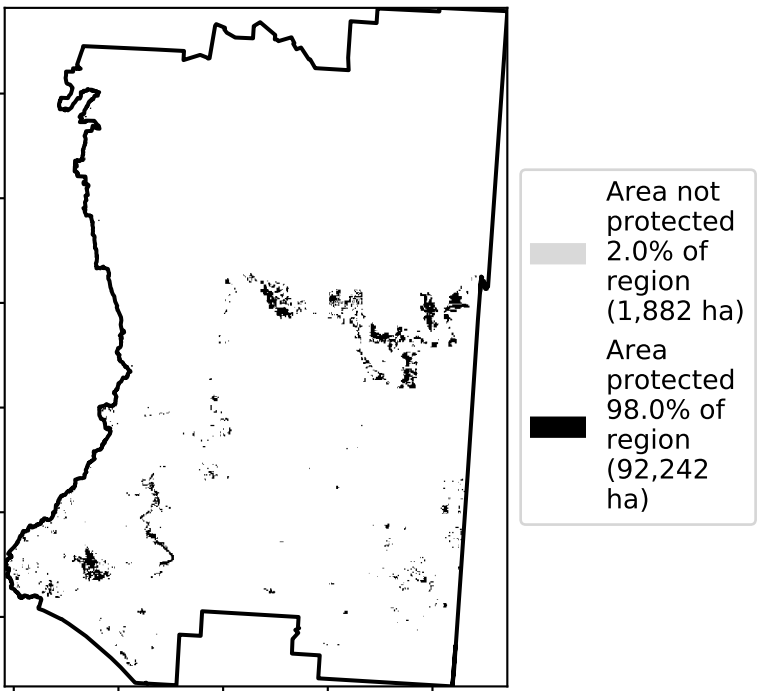 Area not
protected
2.0% of
region
(1,882 ha)
Area
protected
98.0% of
region
(92,242
ha)